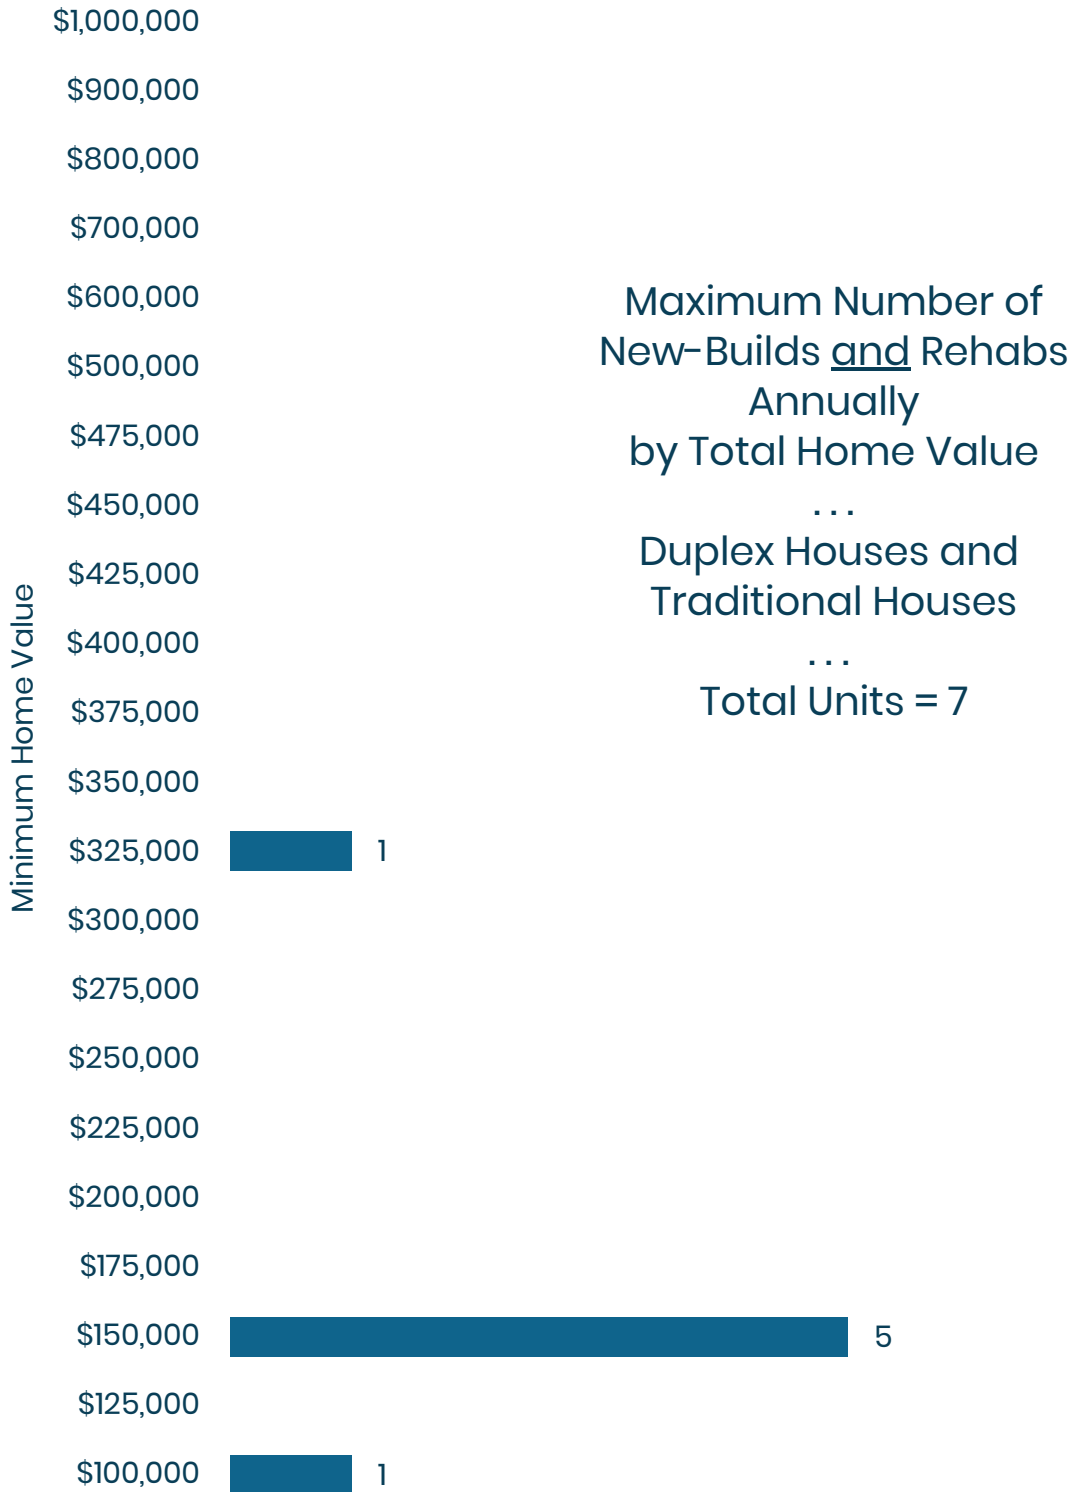 $1,000,000
$900,000
$800,000
$700,000
$600,000
$500,000
$475,000
$450,000
$425,000
$400,000
$375,000
$350,000
$325,000 1
$300,000
$275,000
$250,000
$225,000
$200,000
$175,000
$150,000 5
$125,000
$100,000 1
Minimum Home Value
Maximum Number of
New-Builds and Rehabs
Annually
by Total Home Value
. . .
Duplex Houses and
Traditional Houses
. . .
Total Units = 7